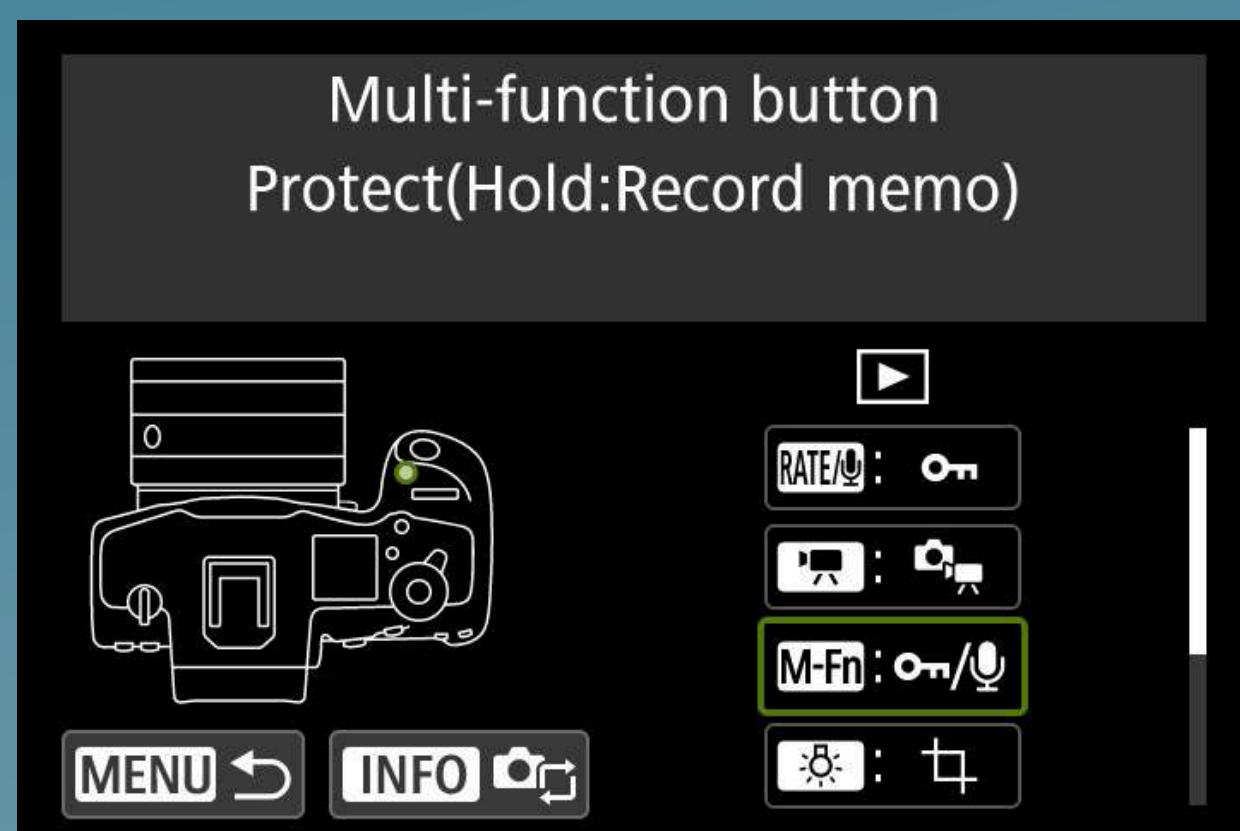 Multi-function button
Protect(Hold:Record memo)
RATE/ :
:
M-Fn : /
:
MENU
INFO